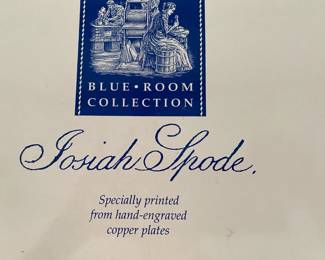 BLUE • ROOM
COLLECTION
Josiah Spode.
Specially printed
from hand-engraved
copper plates